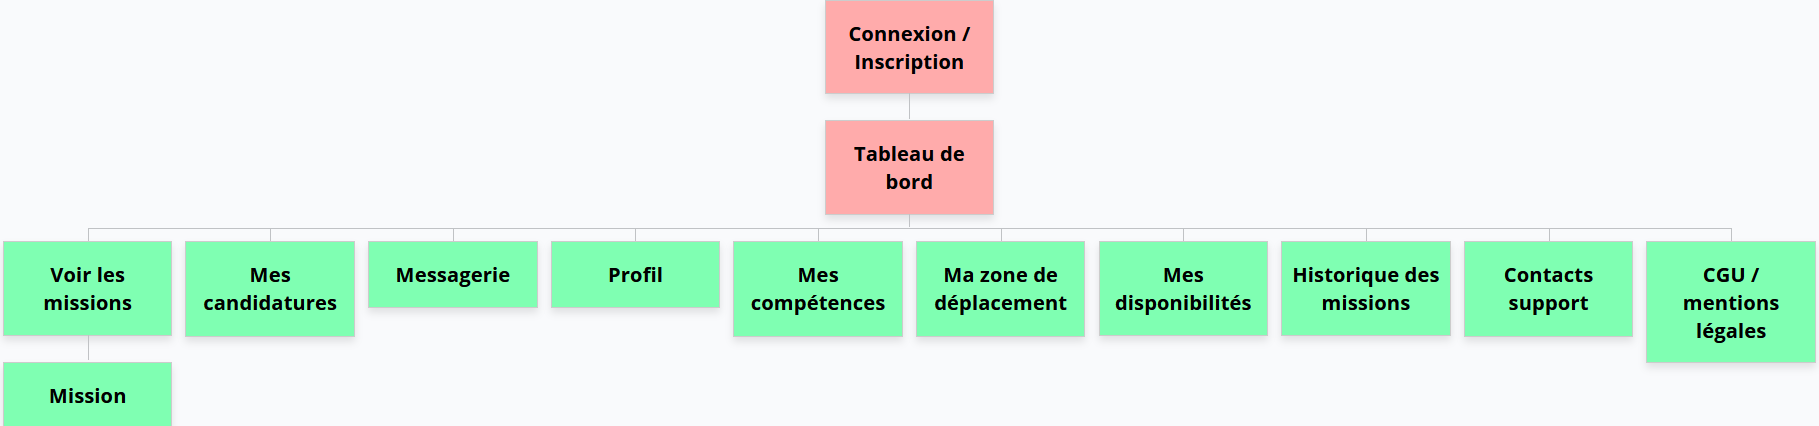 Connexion /
Inscription
Tableau de
bord
Voir les
missions
Mes
candidatures
Messagerie
Profil
Mes
compétences
Ma zone de
déplacement
Mes
disponibilités
Historique des
missions
Contacts
support
CGU /
mentions
légales
Mission